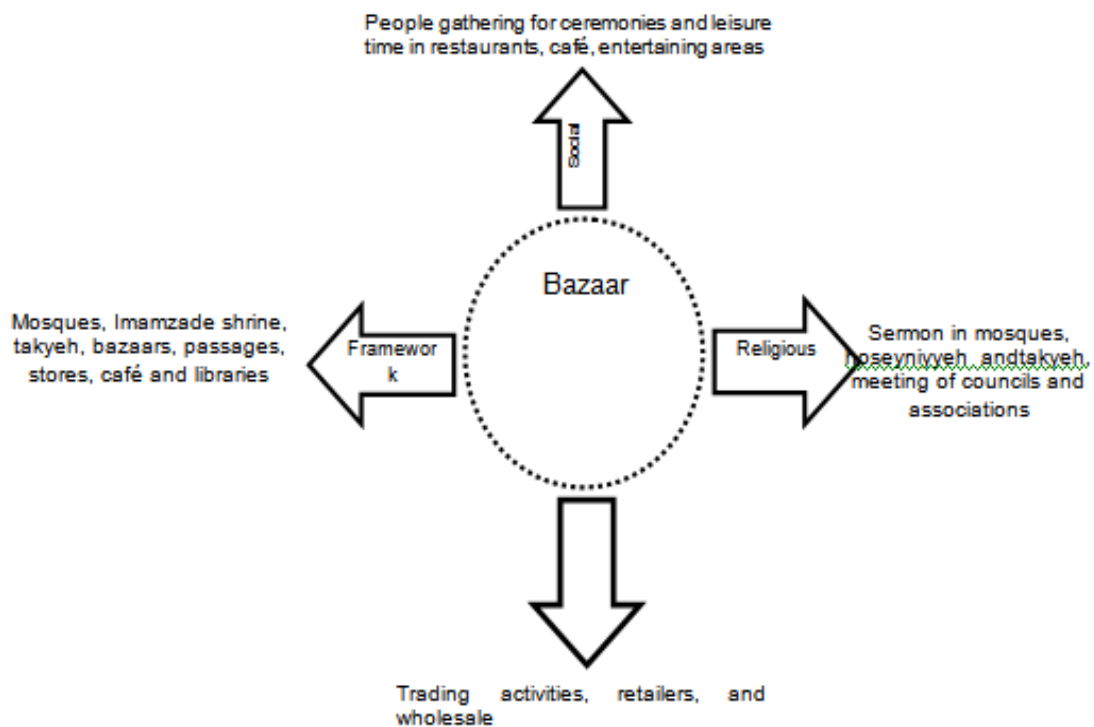 People gathering for ceremonies and leisure
time in restaurants, café, entertaining areas
Social
Bazaar
Mosques, Imamzade shrine,
takyeh, bazaars, passages,
stores, café and libraries
Framewor
k
Religious
Sermon in mosques,
hoseyniyyeh andtakyeh,
meeting of councils and
associations
Trading activities, retailers, and
wholesale